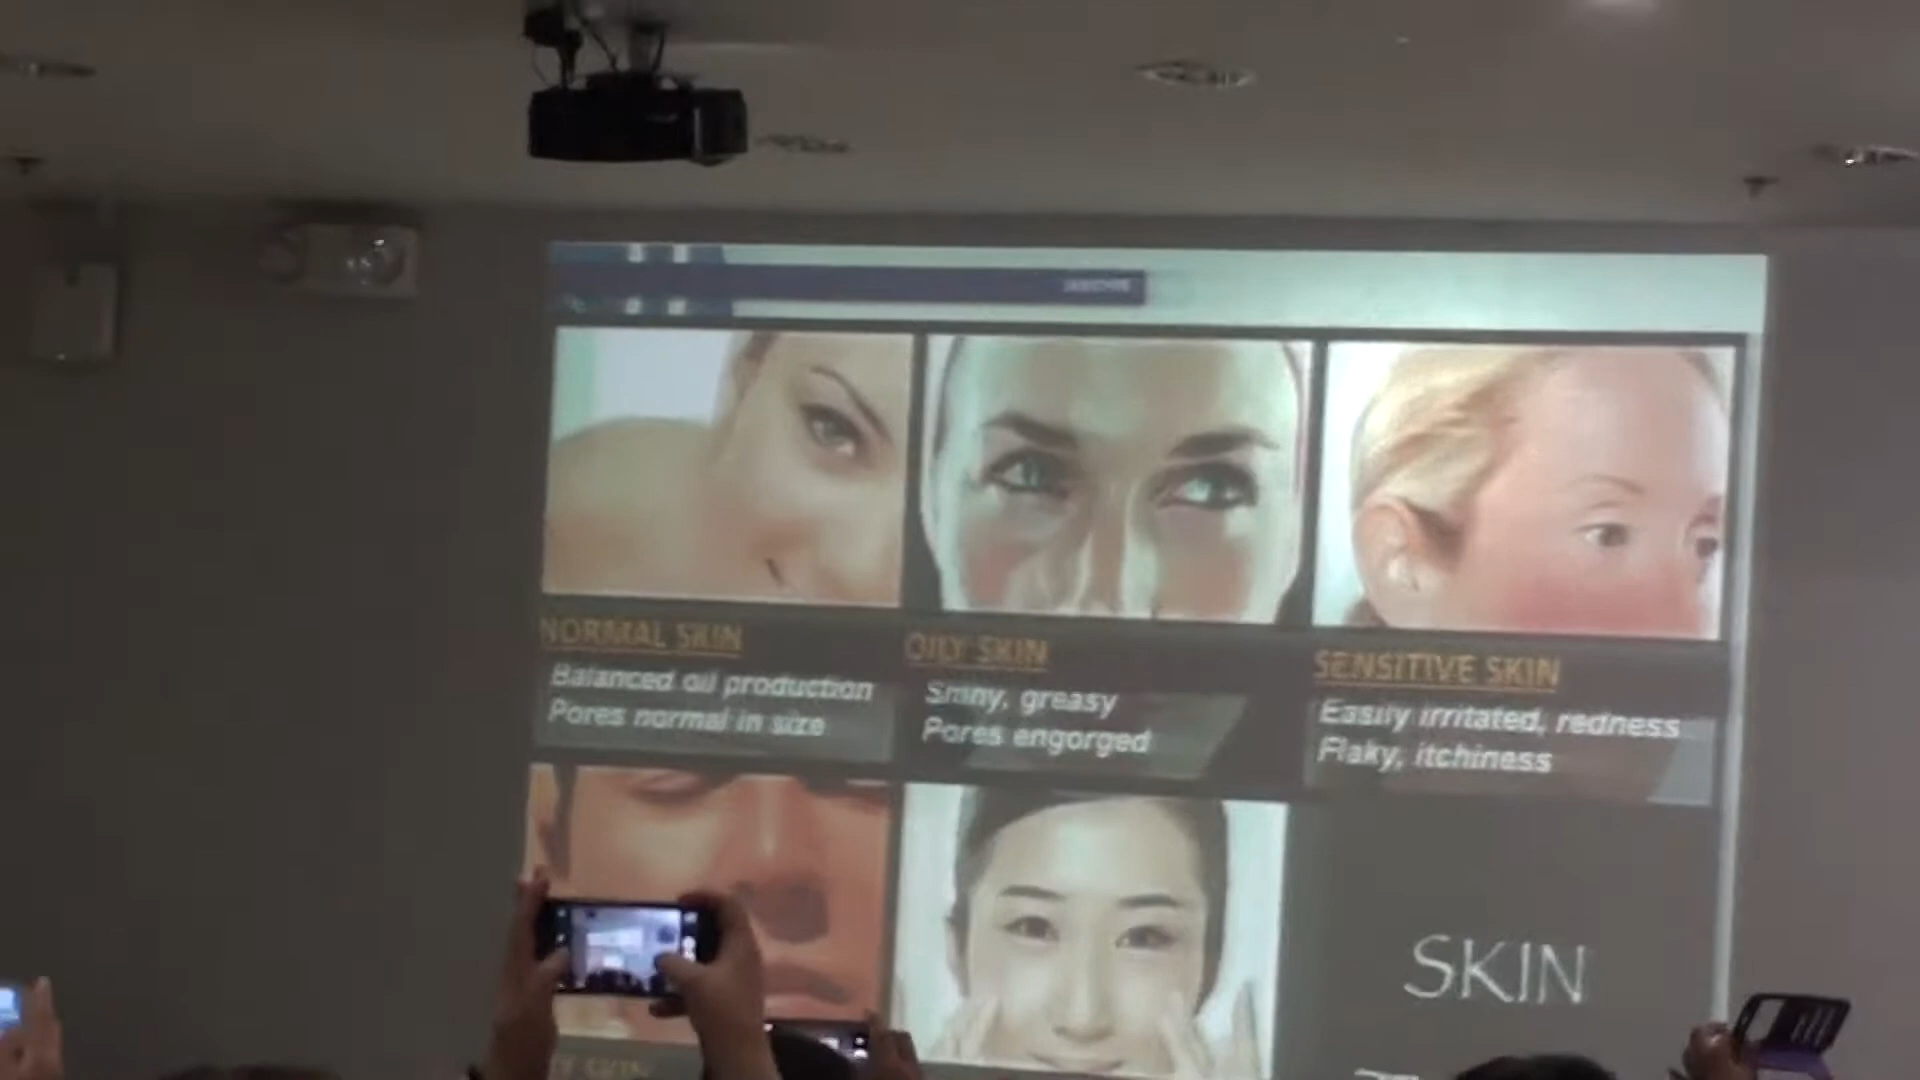 NORMAL SKIN
Balanced oil production
Pores normal in size
OILY SKIN
Shiny, greasy
Pores engorged
SENSITIVE SKIN
Easily irritated, redness
Flaky, itchiness
SKIN